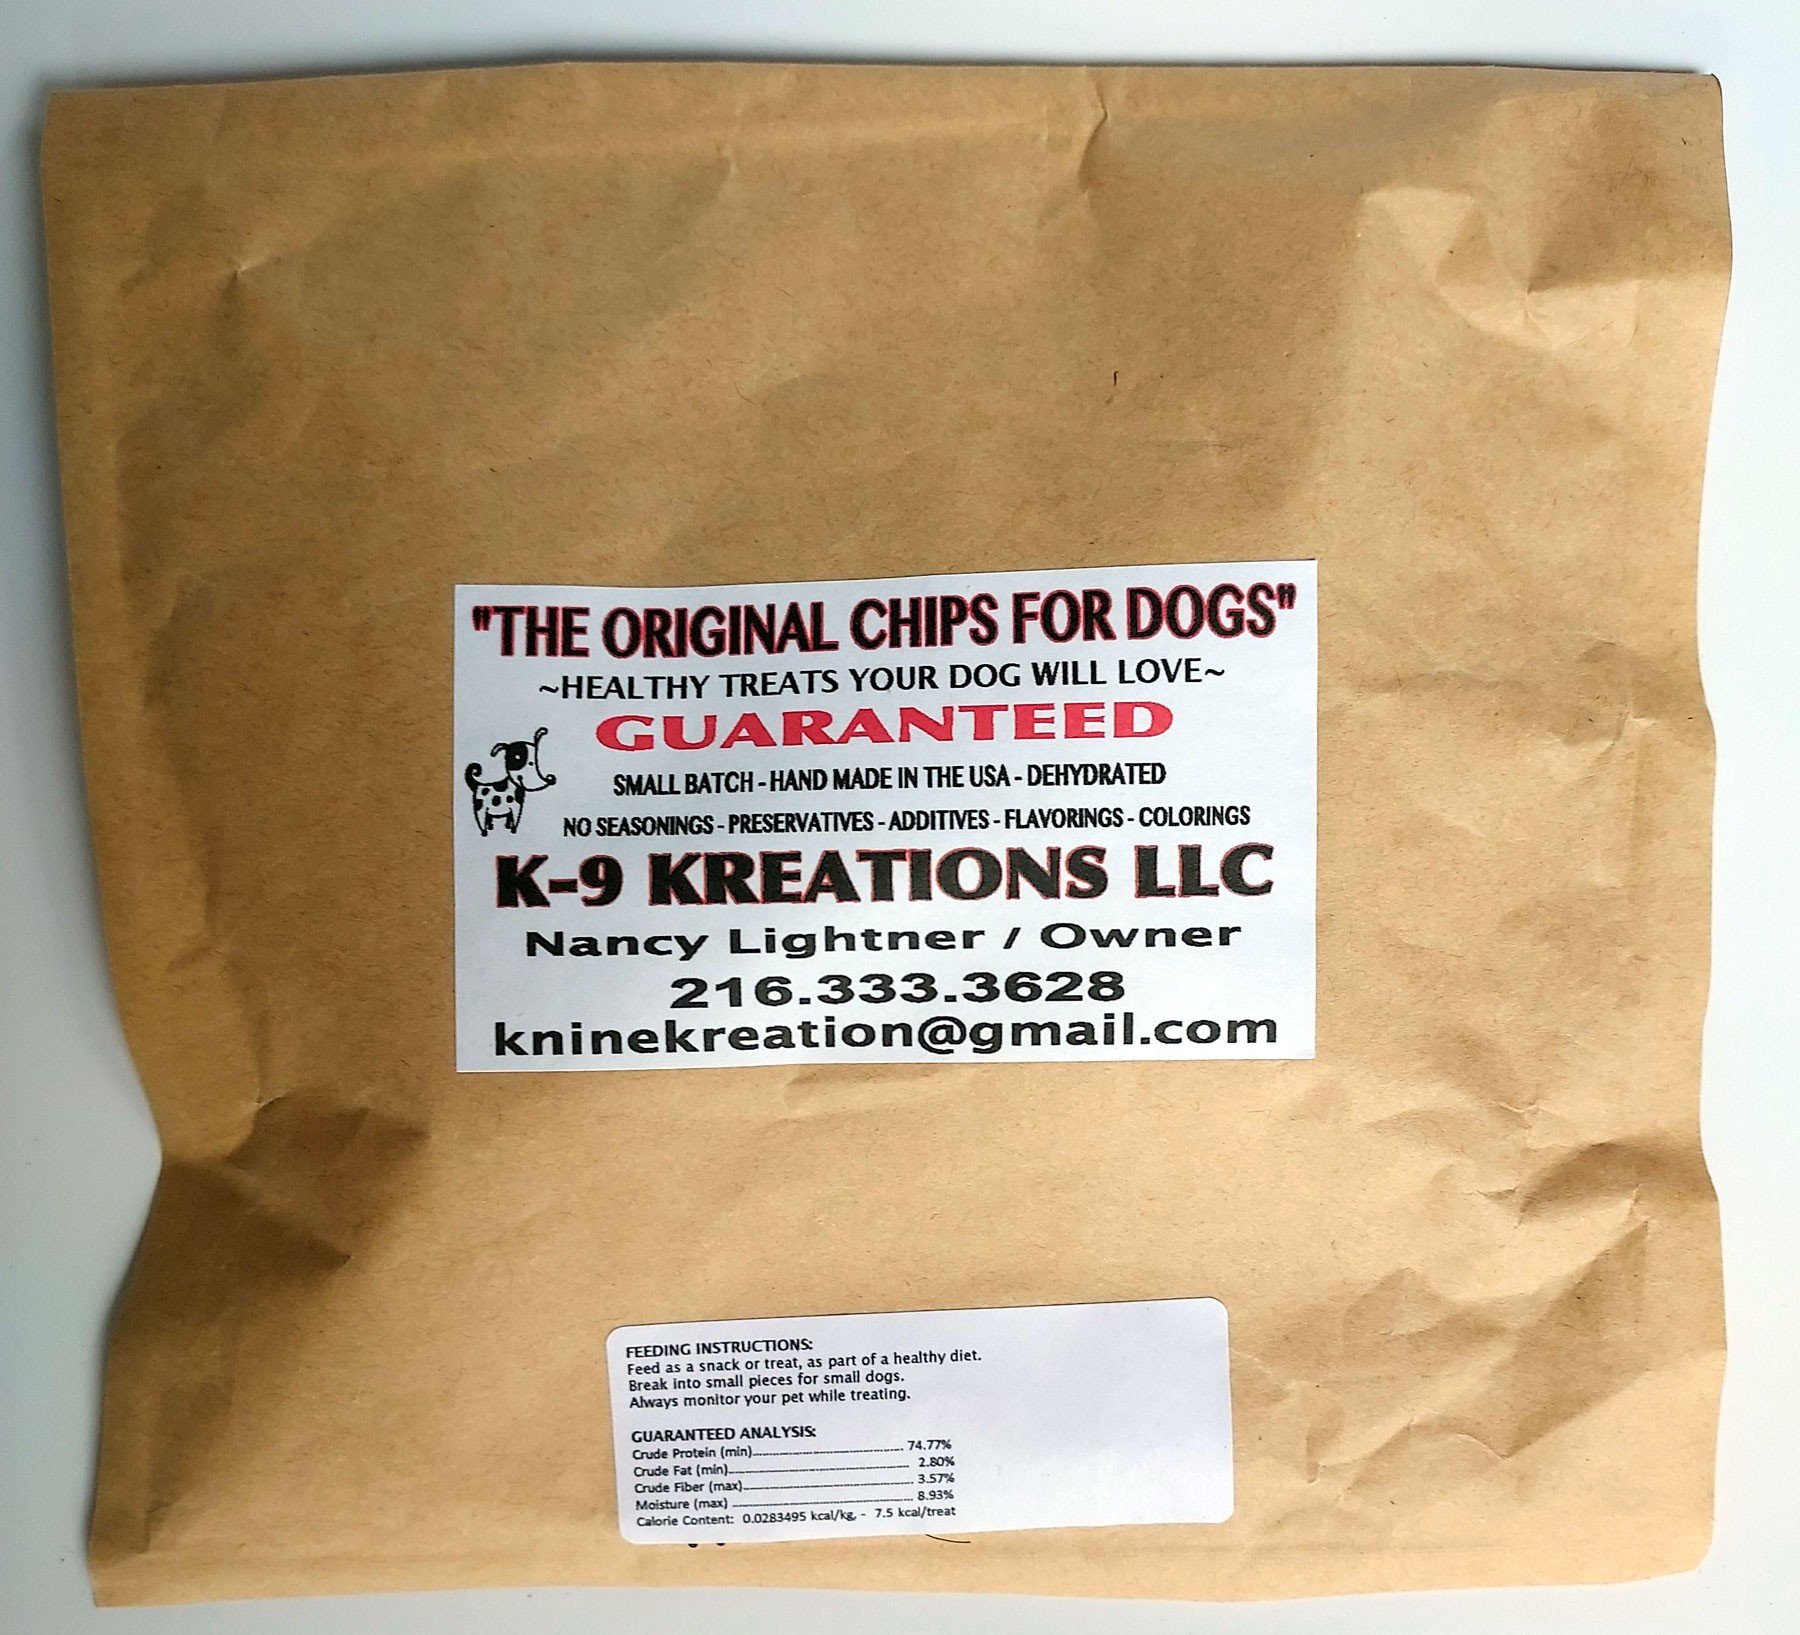 "THE ORIGINAL CHIPS FOR DOGS"
~HEALTHY TREATS YOUR DOG WILL LOVE~
GUARANTEED
SMALL BATCH - HAND MADE IN THE USA - DEHYDRATED
NO SEASONINGS - PRESERVATIVES - ADDITIVES - FLAVORINGS - COLORINGS
K-9 KREATIONS LLC
Nancy Lightner / Owner
216.333.3628
kninekreation@gmail.com
FEEDING INSTRUCTIONS:
Feed as a snack or treat, as part of a healthy diet.
Break into small pieces for small dogs.
Always monitor your pet while treating.
GUARANTEED ANALYSIS:
Crude Protein (min)........................................ 74.77%
Crude Fat (min)................................................ 2.80%
Crude Fiber (max)............................................ 3.57%
Moisture (max) ................................................ 8.93%
Calorie Content: 0.0283495 kcal/kg, - 7.5 kcal/treat